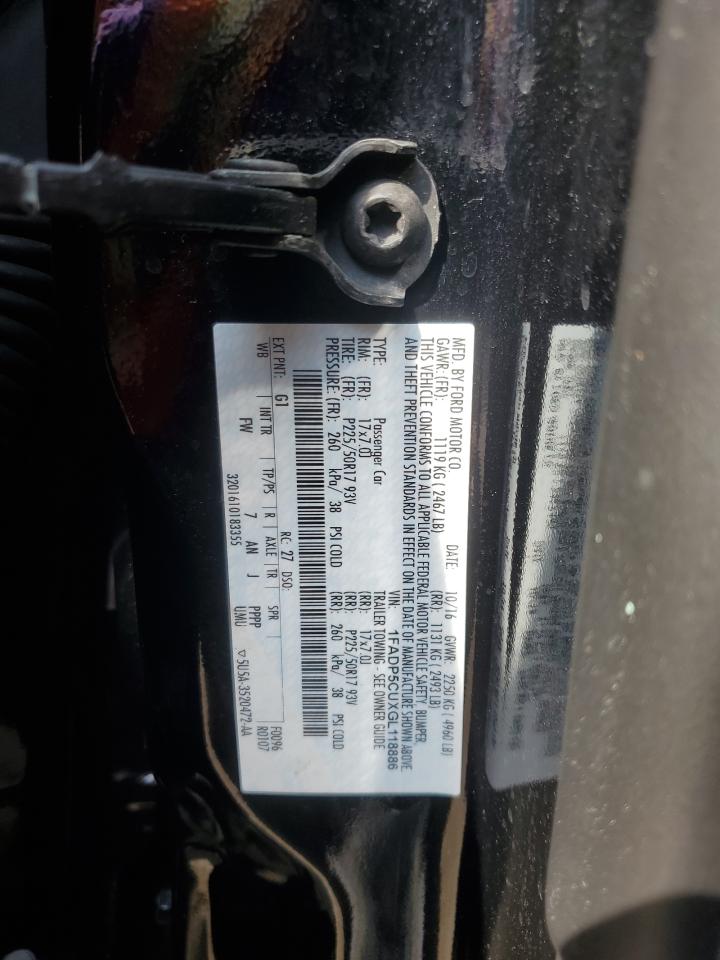 MFD. BY FORD MOTOR CO.
DATE: 10/16 GVWR: 2250 KG ( 4960 LB)
GAWR: (FR): 1119 KG ( 2467 LB) (RR): 1131 KG ( 2493 LB)
THIS VEHICLE CONFORMS TO ALL APPLICABLE FEDERAL MOTOR VEHICLE SAFETY, BUMPER
AND THEFT PREVENTION STANDARDS IN EFFECT ON THE DATE OF MANUFACTURE SHOWN ABOVE.
VIN: 1FADP5CUXGL118886
TYPE: Passenger Car TRAILER TOWING - SEE OWNER GUIDE
RIM: (FR): 17x7.0J (RR): 17x7.0J
TIRE: (FR): P225/50R17 93V (RR): P225/50R17 93V
PRESSURE: (FR): 260 kPa/ 38 PSI COLD (RR): 260 kPa/ 38 PSI COLD
EXT PNT: G1 RC: 27 DSO: F0096
WB INT TR TP/PS R AXLE TR SPR R0107
FW 7 AN J PPPP
UMU
3201610183355 ▽5U5A-3520472-AA